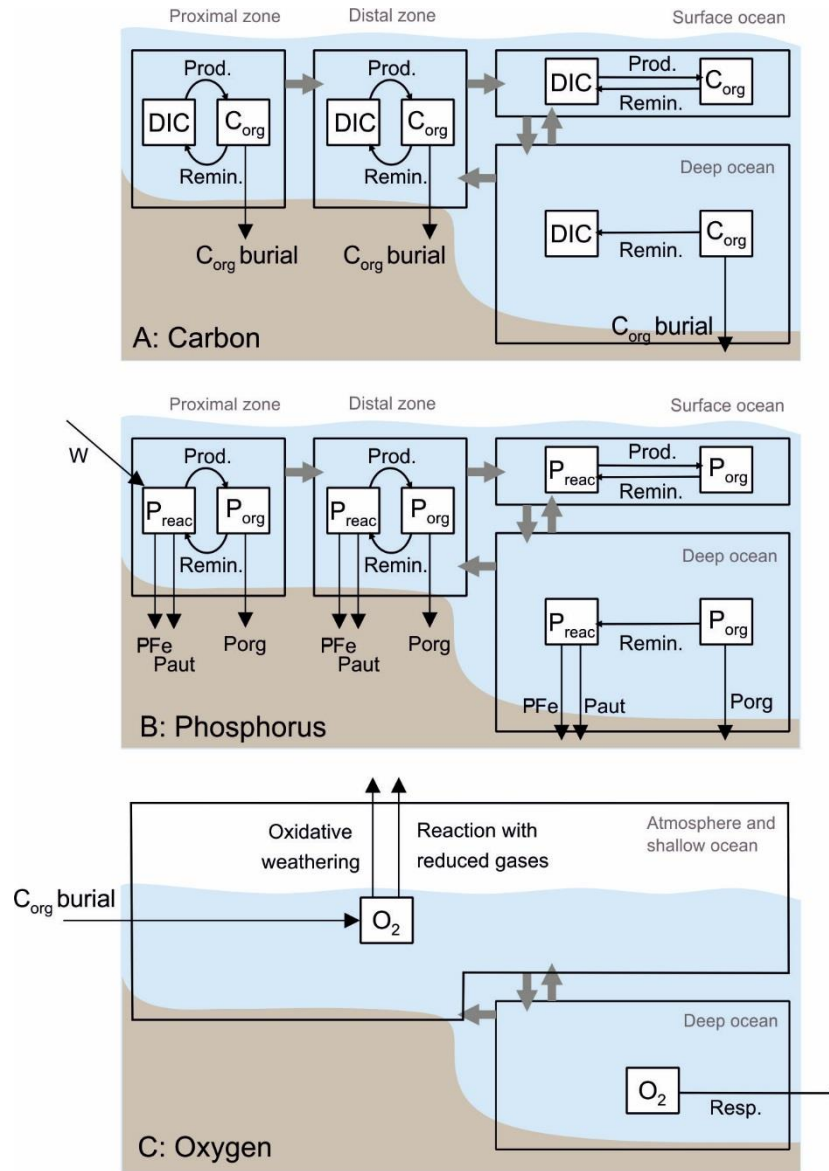 Proximal zone
Distal zone
Surface ocean
Prod.
DIC
Corg
Remin.
Corg burial
Prod.
DIC
Corg
Remin.
Corg burial
Prod.
DIC
Corg
Remin.
Deep ocean
DIC
Corg
Remin.
Corg burial
A: Carbon
Proximal zone
Distal zone
Surface ocean
W
Prod.
Preac
Porg
Remin.
PFe
Paut
Porg
Prod.
Preac
Porg
Remin.
PFe
Paut
Porg
Prod.
Preac
Porg
Remin.
Deep ocean
Preac
Porg
Remin.
PFe
Paut
Porg
B: Phosphorus
Oxidative
weathering
Reaction with
reduced gases
Atmosphere and
shallow ocean
Corg burial
O2
Deep ocean
O2
Resp.
C: Oxygen